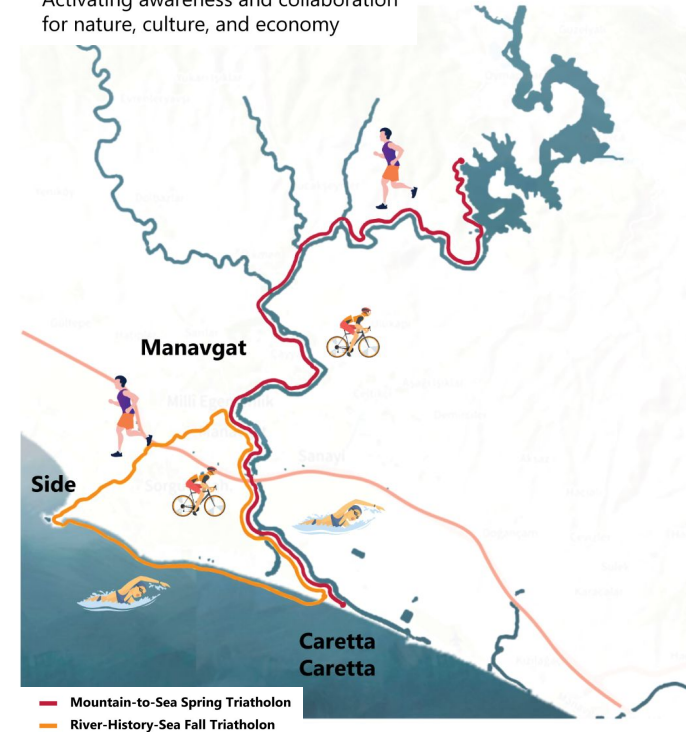 Activating awareness and collaboration
for nature, culture, and economy
Manavgat
Sanayi
Side
Caretta
Caretta
Mountain-to-Sea Spring Triatholon
River-History-Sea Fall Triatholon